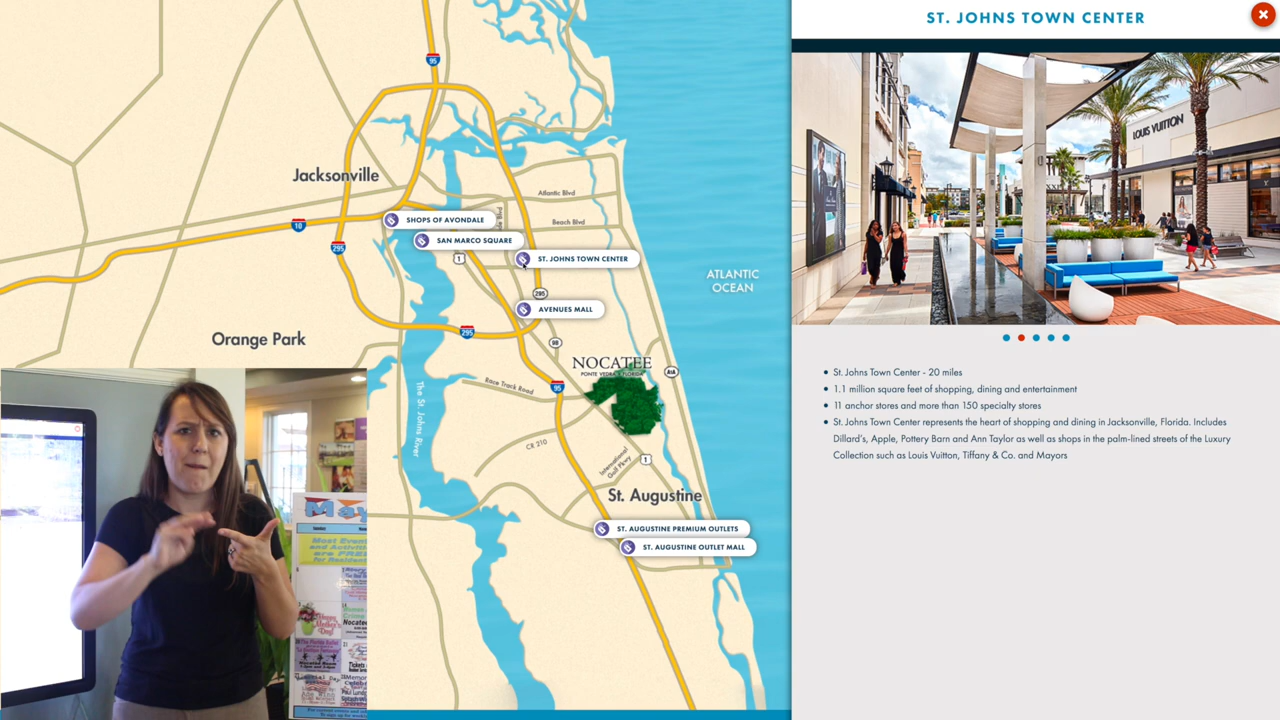 95
Jacksonville
Atlantic Blvd
Beach Blvd
SHOPS OF AVONDALE
10
SAN MARCO SQUARE
295
1
ST. JOHNS TOWN CENTER
ATLANTIC
OCEAN
295
AVENUES MALL
295
Orange Park
98
NOCATEE
PONTE VEDRA • FLORIDA
A1A
Race Track Road
95
The St. Johns River
CR 210
International
Golf Pkwy
1
St. Augustine
ST. AUGUSTINE PREMIUM OUTLETS
ST. AUGUSTINE OUTLET MALL
May
Sunday
Most Events
and Activities
are FREE
for Residents
ST. JOHNS TOWN CENTER
LOUIS VUITTON
• St. Johns Town Center - 20 miles
• 1.1 million square feet of shopping, dining and entertainment
• 11 anchor stores and more than 150 specialty stores
• St. Johns Town Center represents the heart of shopping and dining in Jacksonville, Florida. Includes
Dillard's, Apple, Pottery Barn and Ann Taylor as well as shops in the palm-lined streets of the Luxury
Collection such as Louis Vuitton, Tiffany & Co. and Mayors